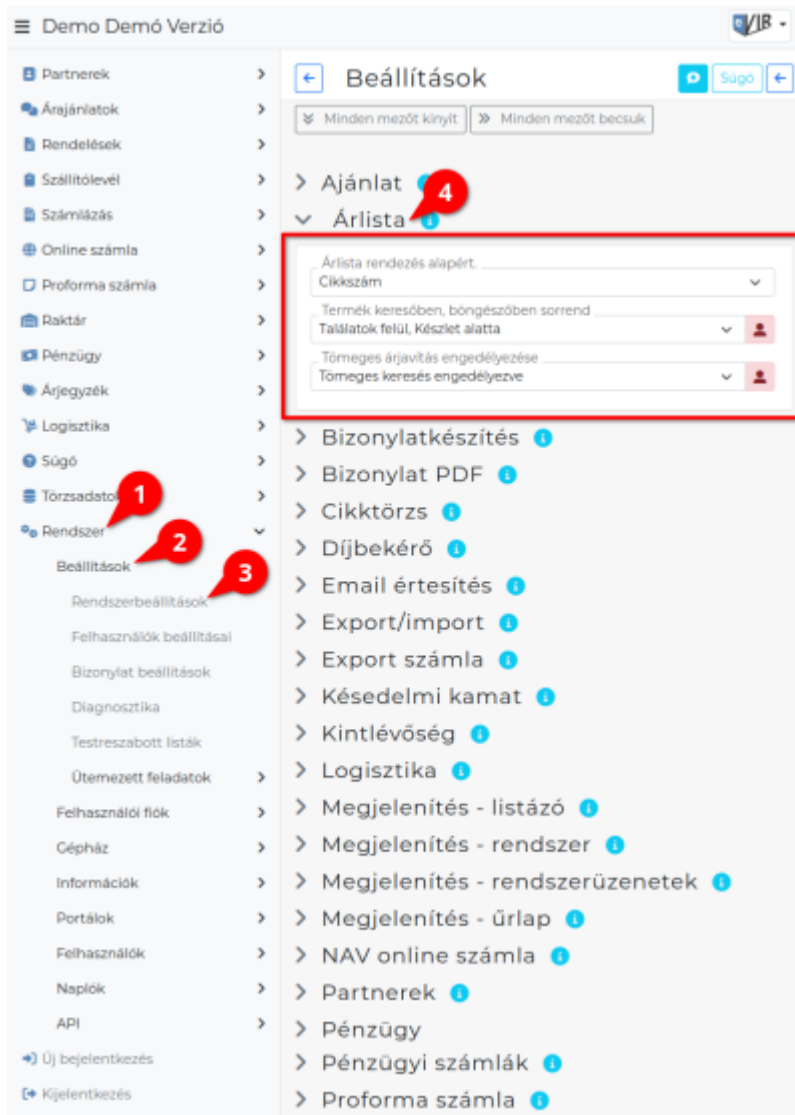 Demo Demó Verzió
VIR
Partnerek
Árajánlatok
Rendelések
Szállítólevél
Számlázás
Online számla
Proforma számla
Raktár
Pénzügy
Árjegyzék
Logisztika
Súgó
Törzsadatok
1
Rendszer
2
Beállítások
3
Rendszerbeállítások
Felhasználók beállításai
Bizonylat beállítások
Diagnosztika
Testreszabott listák
Ütemezett feladatok
Felhasználói fiók
Gépház
Információk
Portálok
Felhasználók
Naplók
API
Új bejelentkezés
Kijelentkezés
Beállítások
Súgó
Minden mezőt kinyit
Minden mezőt becsuk
Ajánlat
4
Árlista
Árlista rendezés alapért.
Cikkszám
Termék keresőben, böngészőben sorrend
Találatok felül, Készlet alatta
Tömeges árjavítás engedélyezése
Tömeges keresés engedélyezve
Bizonylatkészítés
Bizonylat PDF
Cikktörzs
Díjbekérő
Email értesítés
Export/import
Export számla
Késedelmi kamat
Kintlévőség
Logisztika
Megjelenítés - listázó
Megjelenítés - rendszer
Megjelenítés - rendszerüzenetek
Megjelenítés - űrlap
NAV online számla
Partnerek
Pénzügy
Pénzügyi számlák
Proforma számla